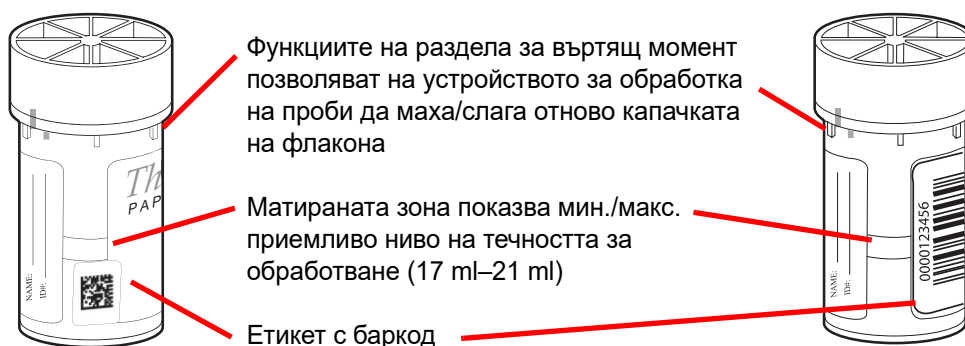 Функциите на раздела за въртящ момент
позволяват на устройството за обработка
на проби да маха/слага отново капачката
на флакона
Th
PAP
Матираната зона показва мин./макс.
приемливо ниво на течността за
обработване (17 ml–21 ml)
Етикет с баркод
NAME:
ID#:
NAME:
ID#:
0000123456